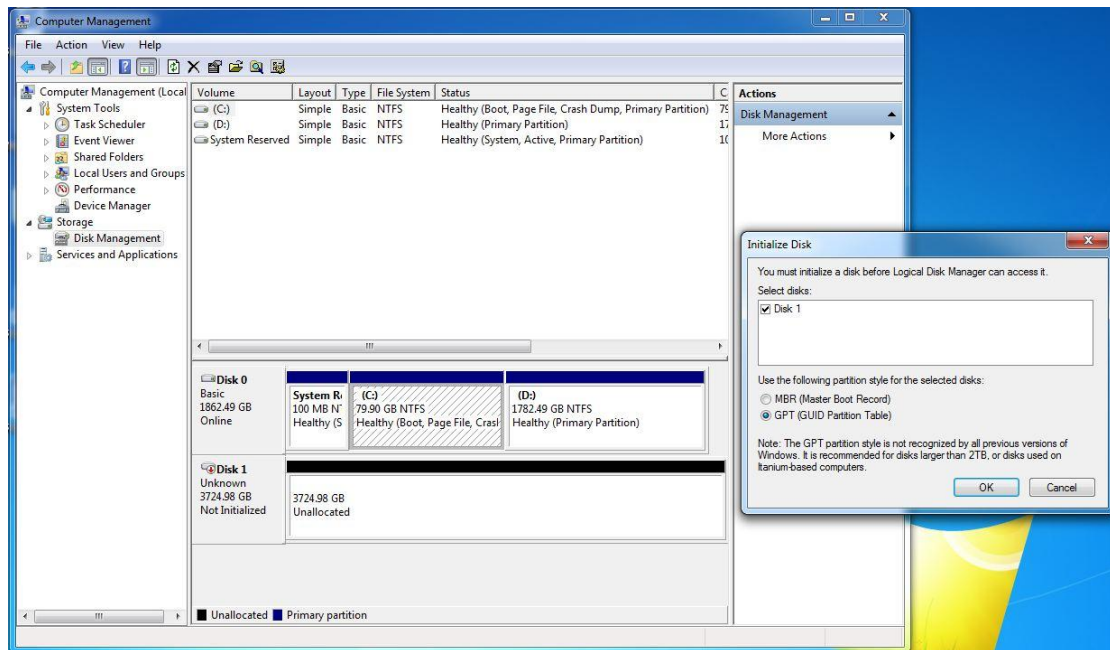 Computer Management
File Action View Help
Computer Management (Local
System Tools
Task Scheduler
Event Viewer
Shared Folders
Local Users and Groups
Performance
Device Manager
Storage
Disk Management
Services and Applications
Volume Layout Type File System Status C
(C:) Simple Basic NTFS Healthy (Boot, Page File, Crash Dump, Primary Partition) 79
(D:) Simple Basic NTFS Healthy (Primary Partition) 17
System Reserved Simple Basic NTFS Healthy (System, Active, Primary Partition) 10
Disk 0
Basic
1862.49 GB
Online
System R
100 MB N
Healthy (S
(C:)
79.90 GB NTFS
Healthy (Boot, Page File, Crash
(D:)
1782.49 GB NTFS
Healthy (Primary Partition)
Disk 1
Unknown
3724.98 GB
Not Initialized
3724.98 GB
Unallocated
Unallocated Primary partition
Actions
Disk Management
More Actions
Initialize Disk
You must initialize a disk before Logical Disk Manager can access it.
Select disks:
Disk 1
Use the following partition style for the selected disks:
MBR (Master Boot Record)
GPT (GUID Partition Table)
Note: The GPT partition style is not recognized by all previous versions of
Windows. It is recommended for disks larger than 2TB, or disks used on
Itanium-based computers.
OK Cancel